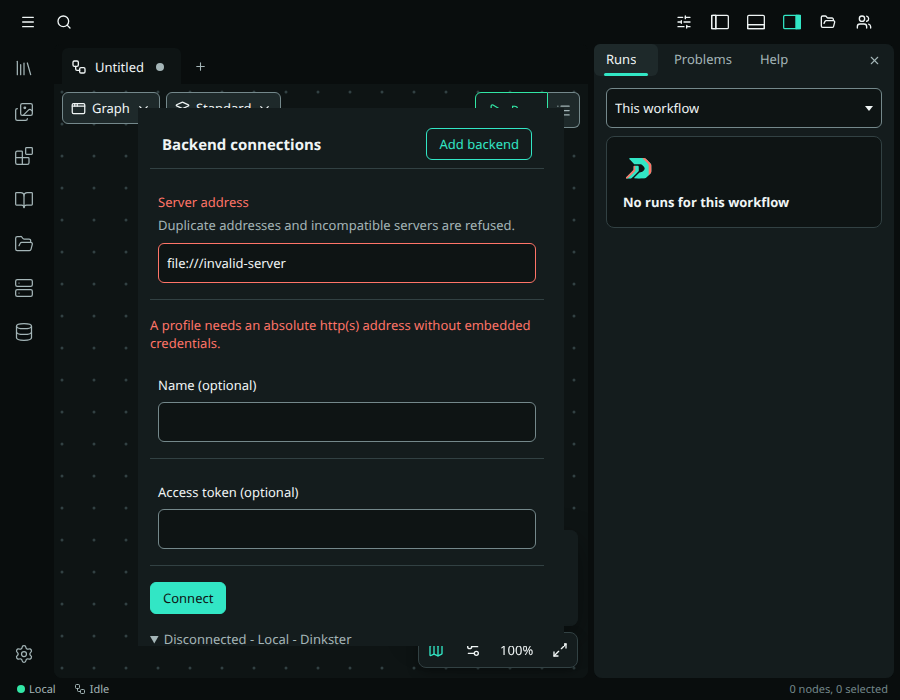 Untitled
Graph
Standard
Backend connections
Add backend
Server address
Duplicate addresses and incompatible servers are refused.
file:///invalid-server
A profile needs an absolute http(s) address without embedded
credentials.
Name (optional)
Access token (optional)
Connect
Disconnected - Local - Dinkster
100%
Runs
Problems
Help
This workflow
No runs for this workflow
Local
Idle
0 nodes, 0 selected